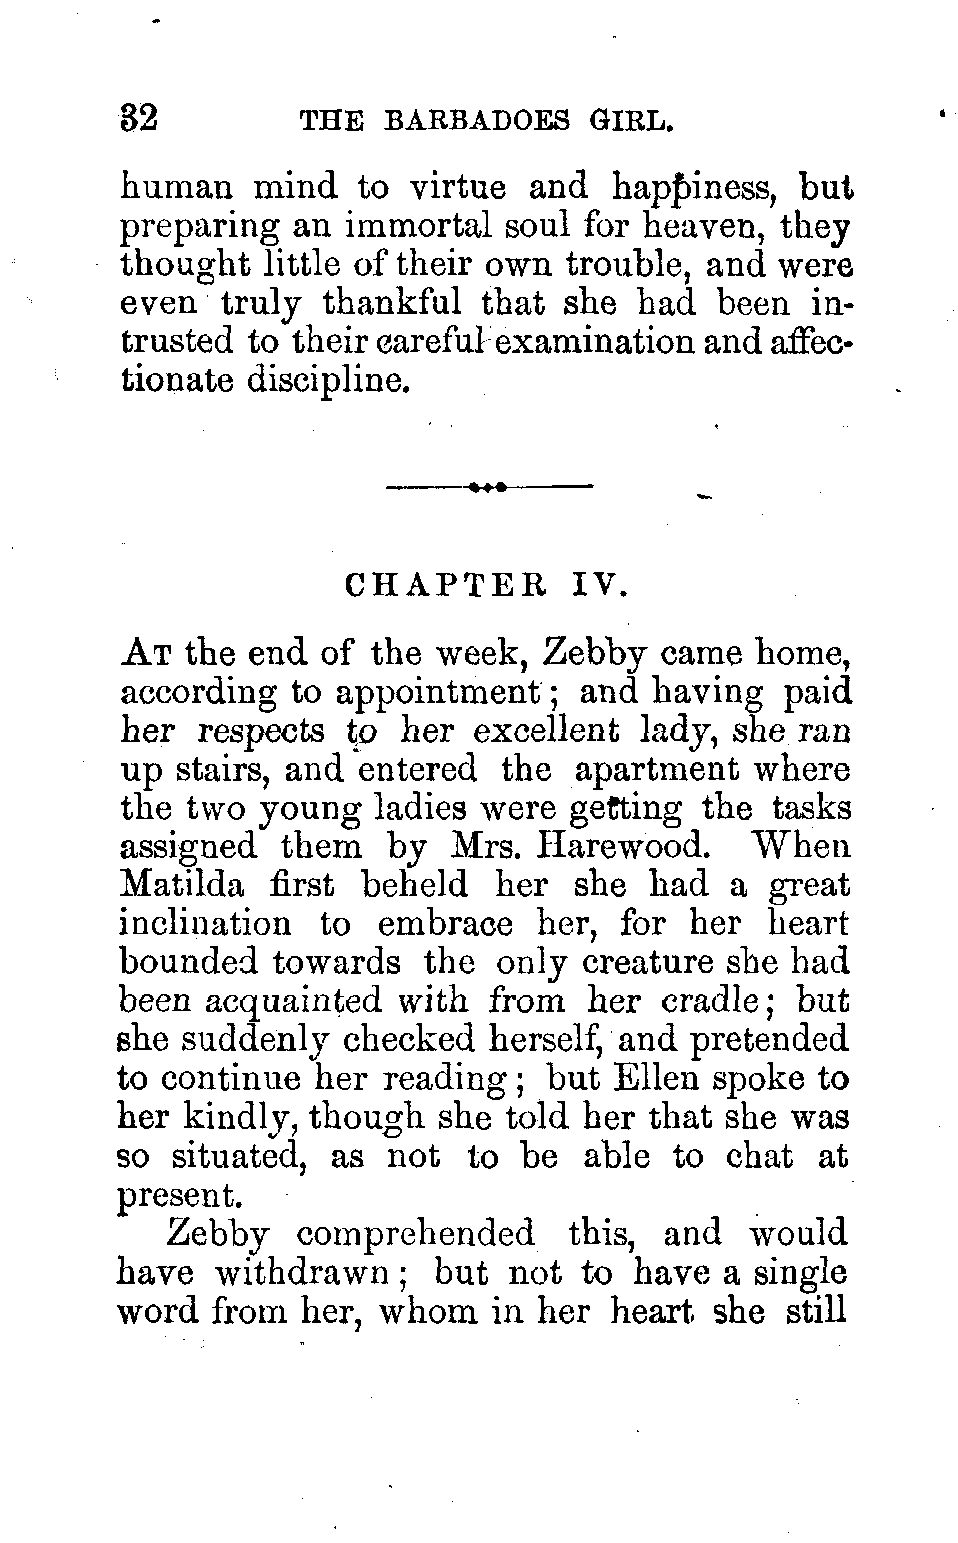 32 THE BARBADOES GIRL.
human mind to virtue and happiness, but
preparing an immortal soul for heaven, they
thought little of their own trouble, and were
even truly thankful that she had been in-
trusted to their careful examination and affec-
tionate discipline.
CHAPTER IV.
At the end of the week, Zebby came home,
according to appointment; and having paid
her respects to her excellent lady, she ran
up stairs, and entered the apartment where
the two young ladies were getting the tasks
assigned them by Mrs. Harewood. When
Matilda first beheld her she had a great
inclination to embrace her, for her heart
bounded towards the only creature she had
been acquainted with from her cradle; but
she suddenly checked herself, and pretended
to continue her reading; but Ellen spoke to
her kindly, though she told her that she was
so situated, as not to be able to chat at
present.
Zebby comprehended this, and would
have withdrawn; but not to have a single
word from her, whom in her heart she still